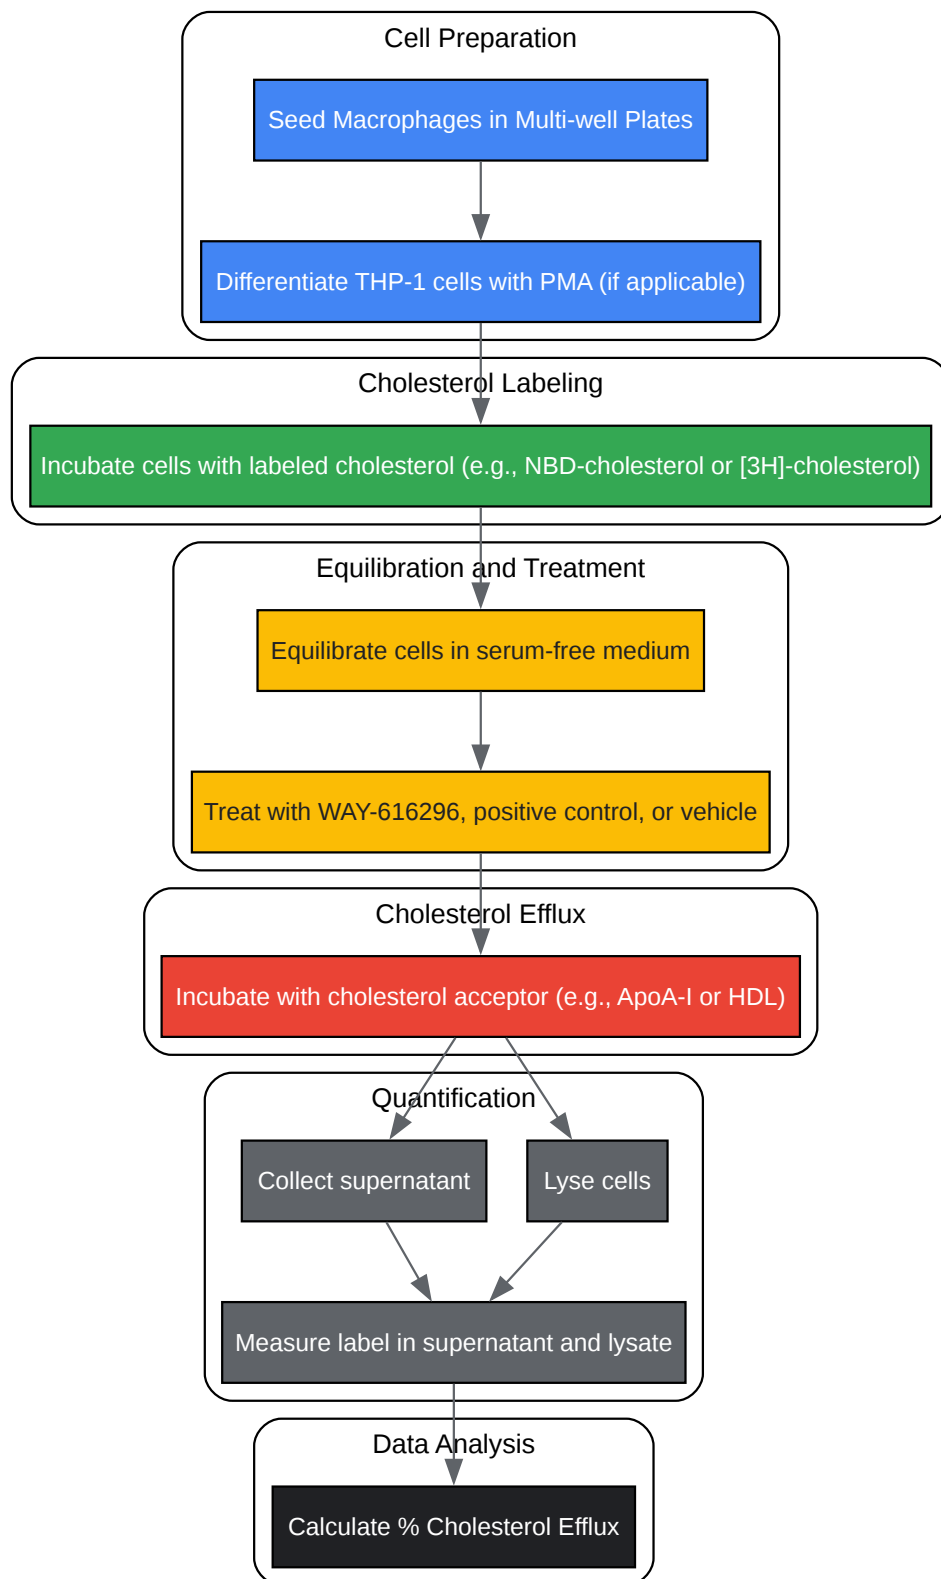 Cell Preparation
Seed Macrophages in Multi-well Plates
Differentiate THP-1 cells with PMA (if applicable)
Cholesterol Labeling
Incubate cells with labeled cholesterol (e.g., NBD-cholesterol or [3H]-cholesterol)
Equilibration and Treatment
Equilibrate cells in serum-free medium
Treat with WAY-616296, positive control, or vehicle
Cholesterol Efflux
Incubate with cholesterol acceptor (e.g., ApoA-I or HDL)
Quantification
Collect supernatant
Lyse cells
Measure label in supernatant and lysate
Data Analysis
Calculate % Cholesterol Efflux